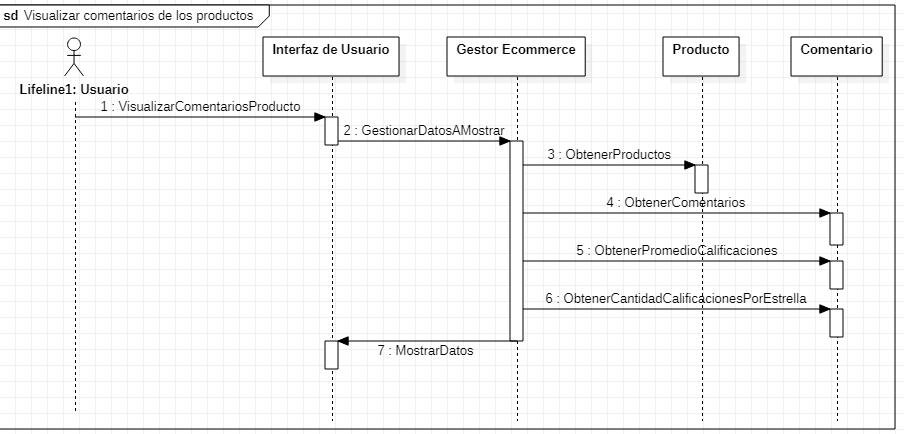 sd Visualizar comentarios de los productos
Interfaz de Usuario
Gestor Ecommerce
Producto
Comentario
Lifeline1: Usuario
1 : VisualizarComentariosProducto
2 : GestionarDatosAMostrar
3 : ObtenerProductos
4 : ObtenerComentarios
5 : ObtenerPromedioCalificaciones
6 : ObtenerCantidadCalificacionesPorEstrella
7 : MostrarDatos